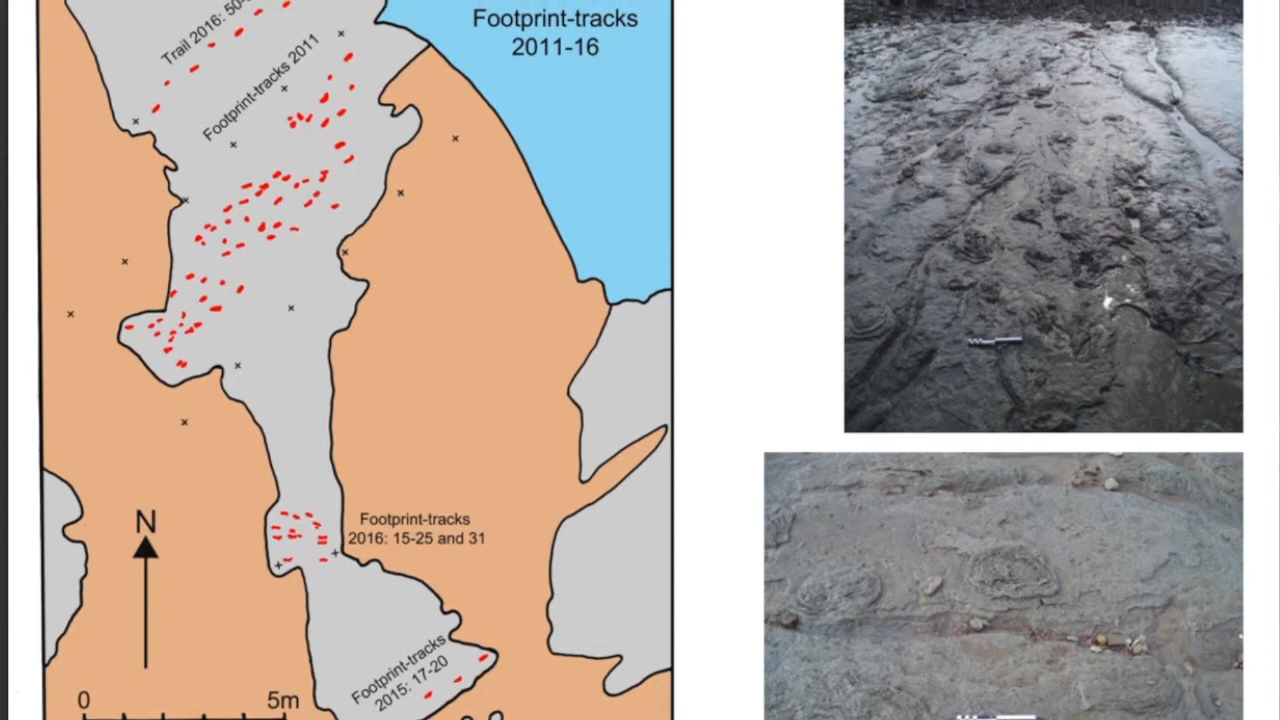 Footprint-tracks
2011-16
Trail 2016: 50-
Footprint-tracks 2011
Footprint-tracks
2016: 15-25 and 31
N
Footprint-tracks
2015: 17-20
0 5m